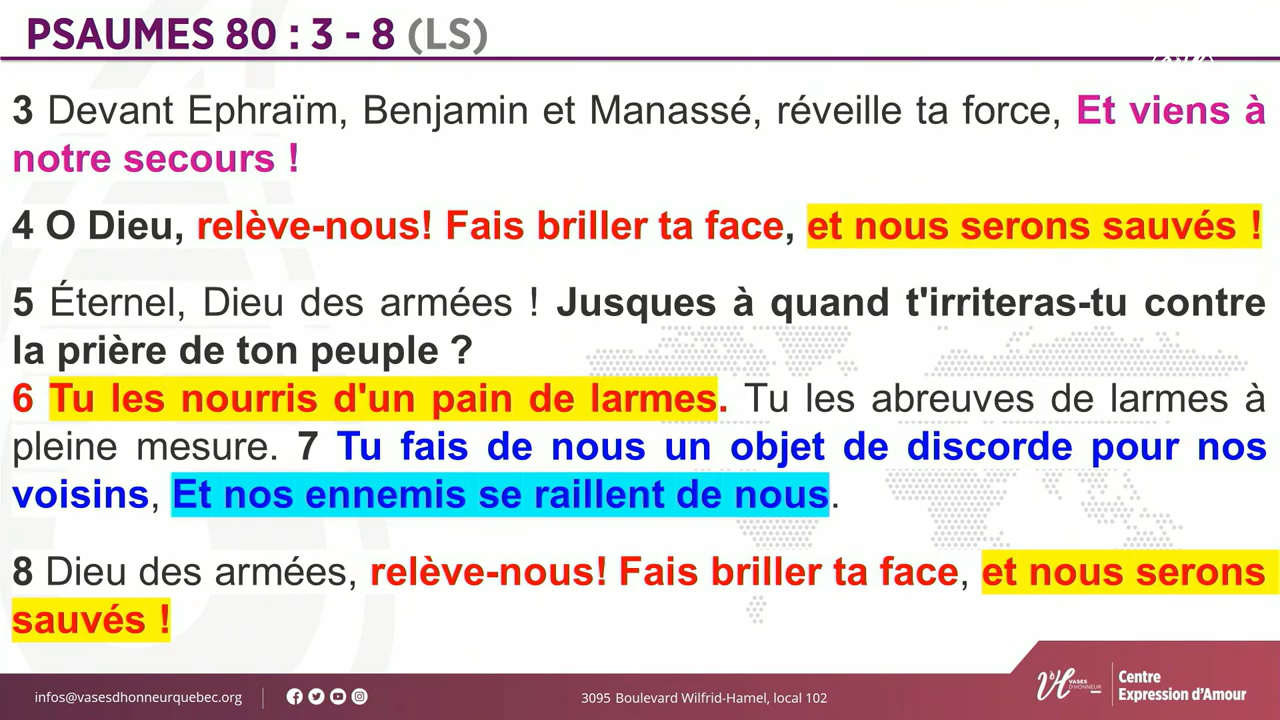 PSAUMES 80 : 3 - 8 (LS)
3 Devant Ephraïm, Benjamin et Manassé, réveille ta force, Et viens à
notre secours !
4 O Dieu, relève-nous! Fais briller ta face, et nous serons sauvés !
5 Éternel, Dieu des armées ! Jusques à quand t'irriteras-tu contre
la prière de ton peuple ?
6 Tu les nourris d'un pain de larmes. Tu les abreuves de larmes à
pleine mesure. 7 Tu fais de nous un objet de discorde pour nos
voisins, Et nos ennemis se raillent de nous.
8 Dieu des armées, relève-nous! Fais briller ta face, et nous serons
sauvés !
infos@vasesdhonneurquebec.org
3095 Boulevard Wilfrid-Hamel, local 102
VASES
D'HONNEUR
Centre
Expression d'Amour